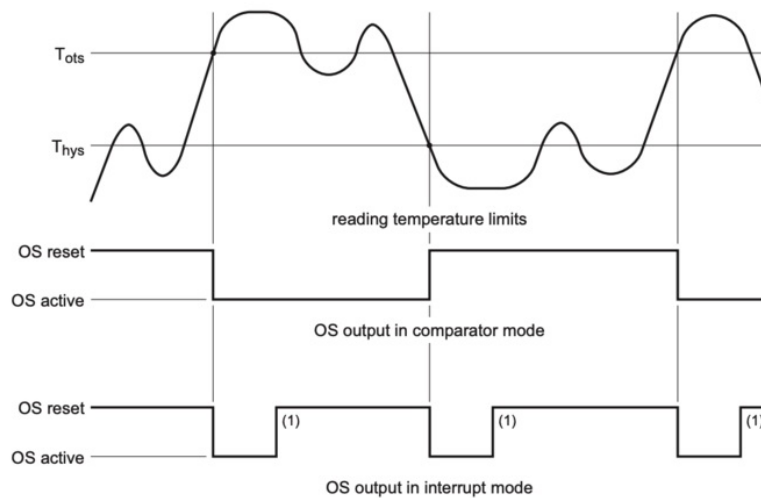 Tots
Thys
reading temperature limits
OS reset
OS active
OS output in comparator mode
OS reset
(1)
(1)
(1)
OS active
OS output in interrupt mode